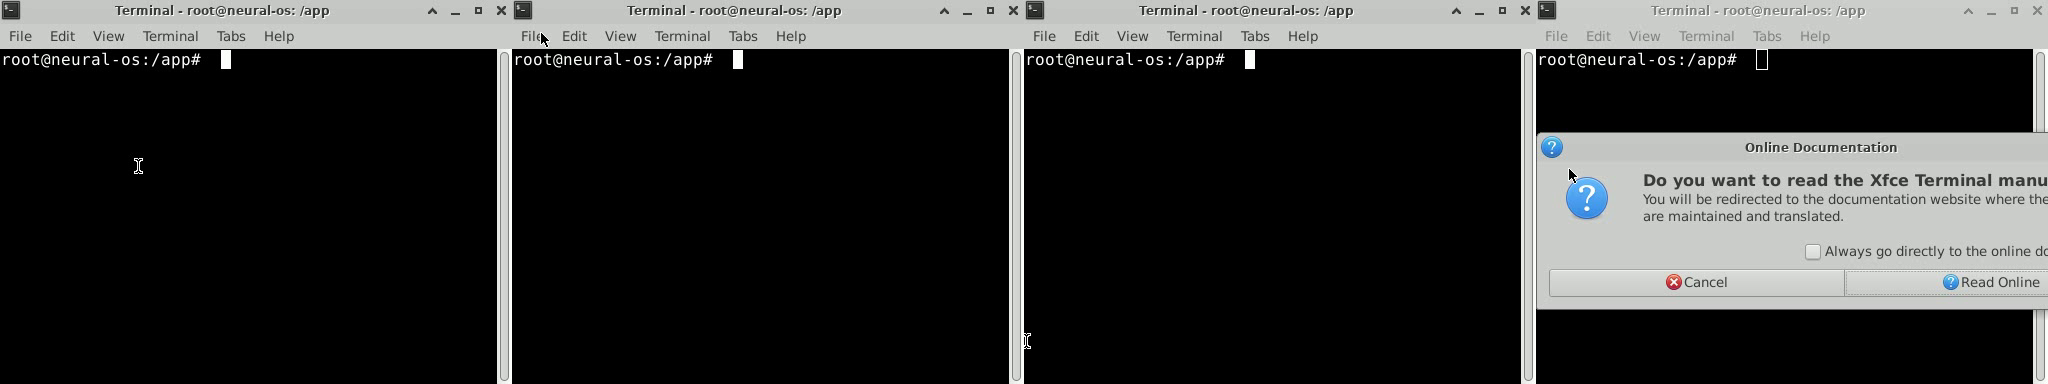 Terminal - root@neural-os: /app
File Edit View Terminal Tabs Help
root@neural-os:/app#
Terminal - root@neural-os: /app
File Edit View Terminal Tabs Help
root@neural-os:/app#
Terminal - root@neural-os: /app
File Edit View Terminal Tabs Help
root@neural-os:/app#
Terminal - root@neural-os: /app
File Edit View Terminal Tabs Help
root@neural-os:/app#
Online Documentation
Do you want to read the Xfce Terminal manu
You will be redirected to the documentation website where the
are maintained and translated.
Always go directly to the online do
Cancel Read Online